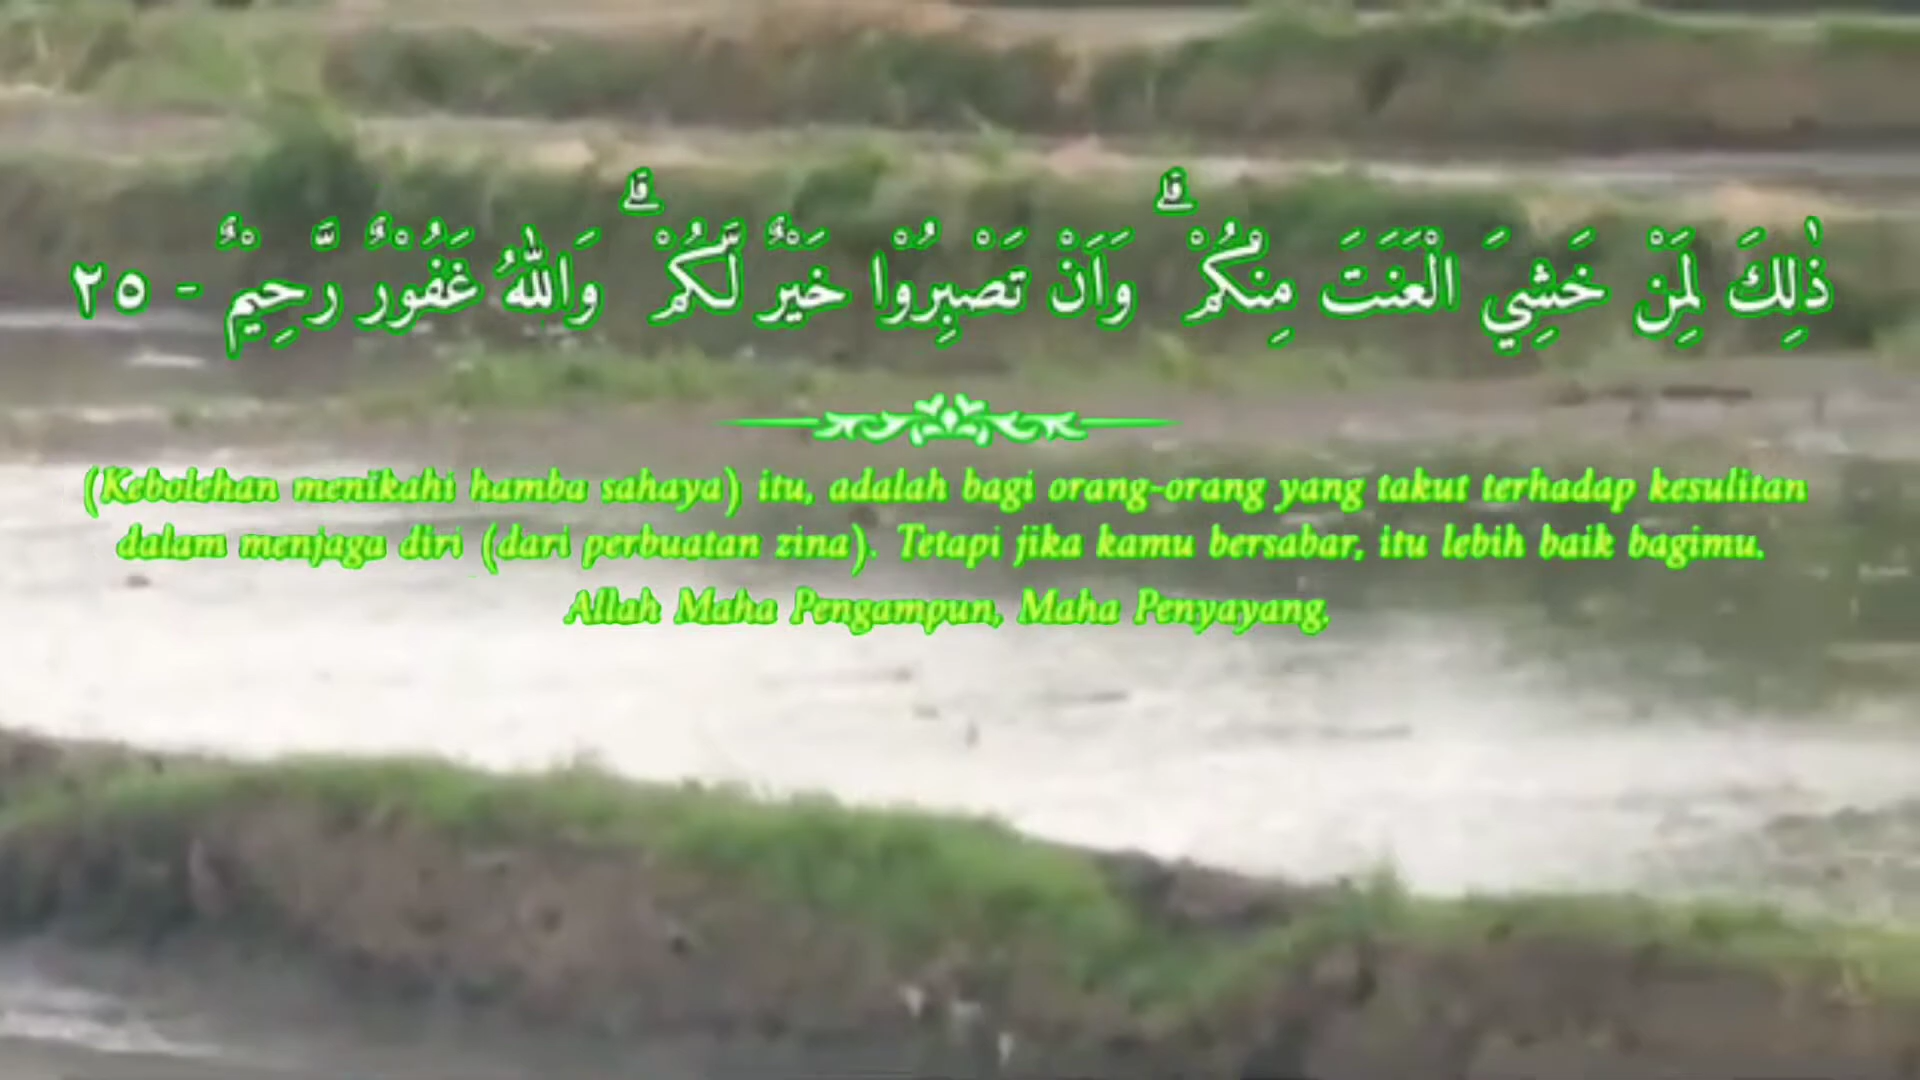 ذٰلِكَ لِمَنْ خَشِيَ الْعَنَتَ مِنْكُمْ ۗ وَاَنْ تَصْبِرُوْا خَيْرٌ لَّكُمْ ۗ وَاللّٰهُ غَفُوْرٌ رَّحِيْمٌ - ٢٥
(Kebolehan menikahi hamba sahaya) itu, adalah bagi orang-orang yang takut terhadap kesulitan
dalam menjaga diri (dari perbuatan zina). Tetapi jika kamu bersabar, itu lebih baik bagimu.
Allah Maha Pengampun, Maha Penyayang.